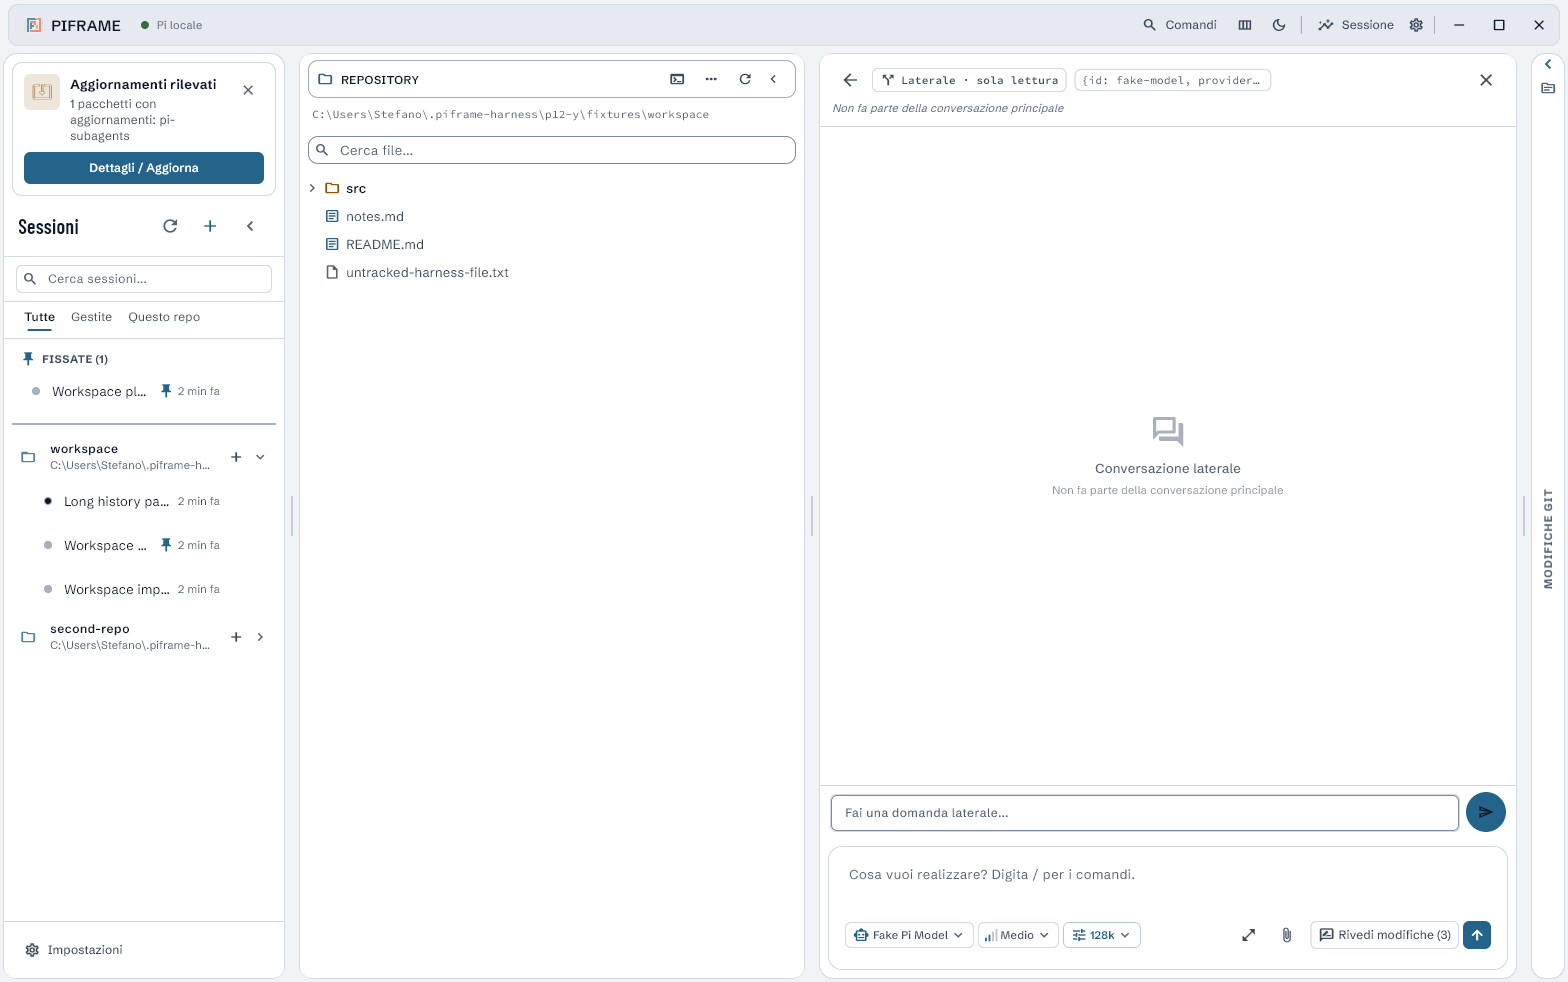 PIFRAME
Pi locale
Comandi
Sessione
Aggiornamenti rilevati
1 pacchetti con
aggiornamenti: pi-
subagents
Dettagli / Aggiorna
Sessioni
Cerca sessioni...
Tutte
Gestite
Questo repo
FISSATE (1)
Workspace pl...
2 min fa
workspace
C:\Users\Stefano\.piframe-h...
Long history pa...
2 min fa
Workspace ...
2 min fa
Workspace imp...
2 min fa
second-repo
C:\Users\Stefano\.piframe-h...
Impostazioni
REPOSITORY
C:\Users\Stefano\.piframe-harness\p12-y\fixtures\workspace
Cerca file...
src
notes.md
README.md
untracked-harness-file.txt
Laterale · sola lettura
{id: fake-model, provider…
Non fa parte della conversazione principale
Conversazione laterale
Non fa parte della conversazione principale
Fai una domanda laterale...
Cosa vuoi realizzare? Digita / per i comandi.
Fake Pi Model
Medio
128k
Rivedi modifiche (3)
MODIFICHE GIT